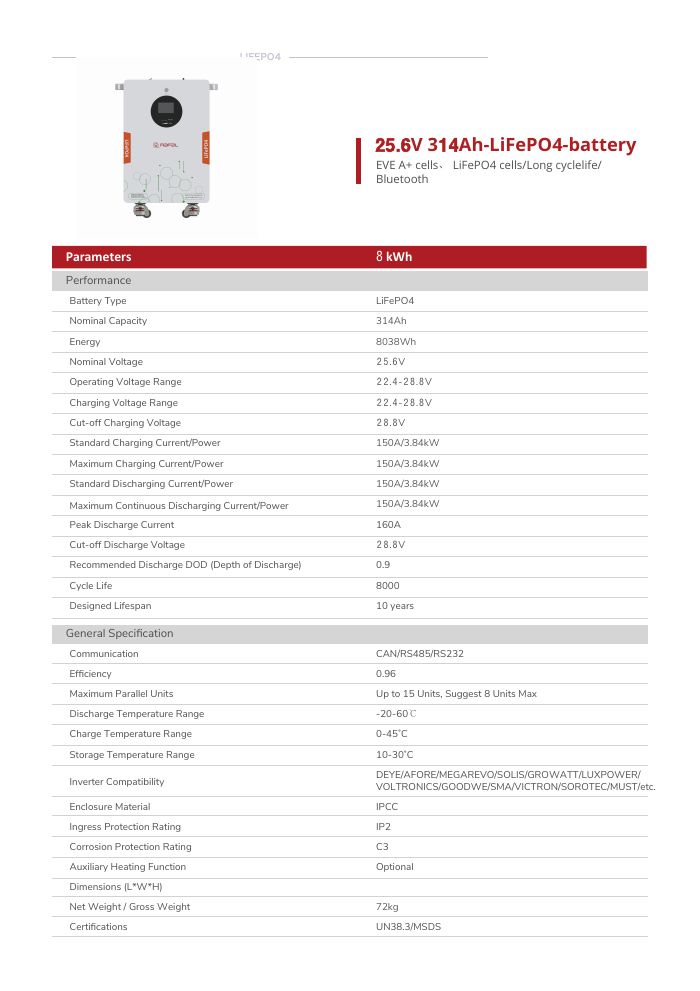 LIFEPO4
25.6V 314Ah-LiFePO4-battery
EVE A+ cells、 LiFePO4 cells/Long cyclelife/
Bluetooth
Parameters 8 kWh
Performance
Battery Type LiFePO4
Nominal Capacity 314Ah
Energy 8038Wh
Nominal Voltage 25.6V
Operating Voltage Range 22.4-28.8V
Charging Voltage Range 22.4-28.8V
Cut-off Charging Voltage 28.8V
Standard Charging Current/Power 150A/3.84kW
Maximum Charging Current/Power 150A/3.84kW
Standard Discharging Current/Power 150A/3.84kW
Maximum Continuous Discharging Current/Power 150A/3.84kW
Peak Discharge Current 160A
Cut-off Discharge Voltage 28.8V
Recommended Discharge DOD (Depth of Discharge) 0.9
Cycle Life 8000
Designed Lifespan 10 years
General Specification
Communication CAN/RS485/RS232
Efficiency 0.96
Maximum Parallel Units Up to 15 Units, Suggest 8 Units Max
Discharge Temperature Range -20-60℃
Charge Temperature Range 0-45°C
Storage Temperature Range 10-30°C
Inverter Compatibility DEYE/AFORE/MEGAREVO/SOLIS/GROWATT/LUXPOWER/
VOLTRONICS/GOODWE/SMA/VICTRON/SOROTEC/MUST/etc.
Enclosure Material IPCC
Ingress Protection Rating IP2
Corrosion Protection Rating C3
Auxiliary Heating Function Optional
Dimensions (L*W*H)
Net Weight / Gross Weight 72kg
Certifications UN38.3/MSDS